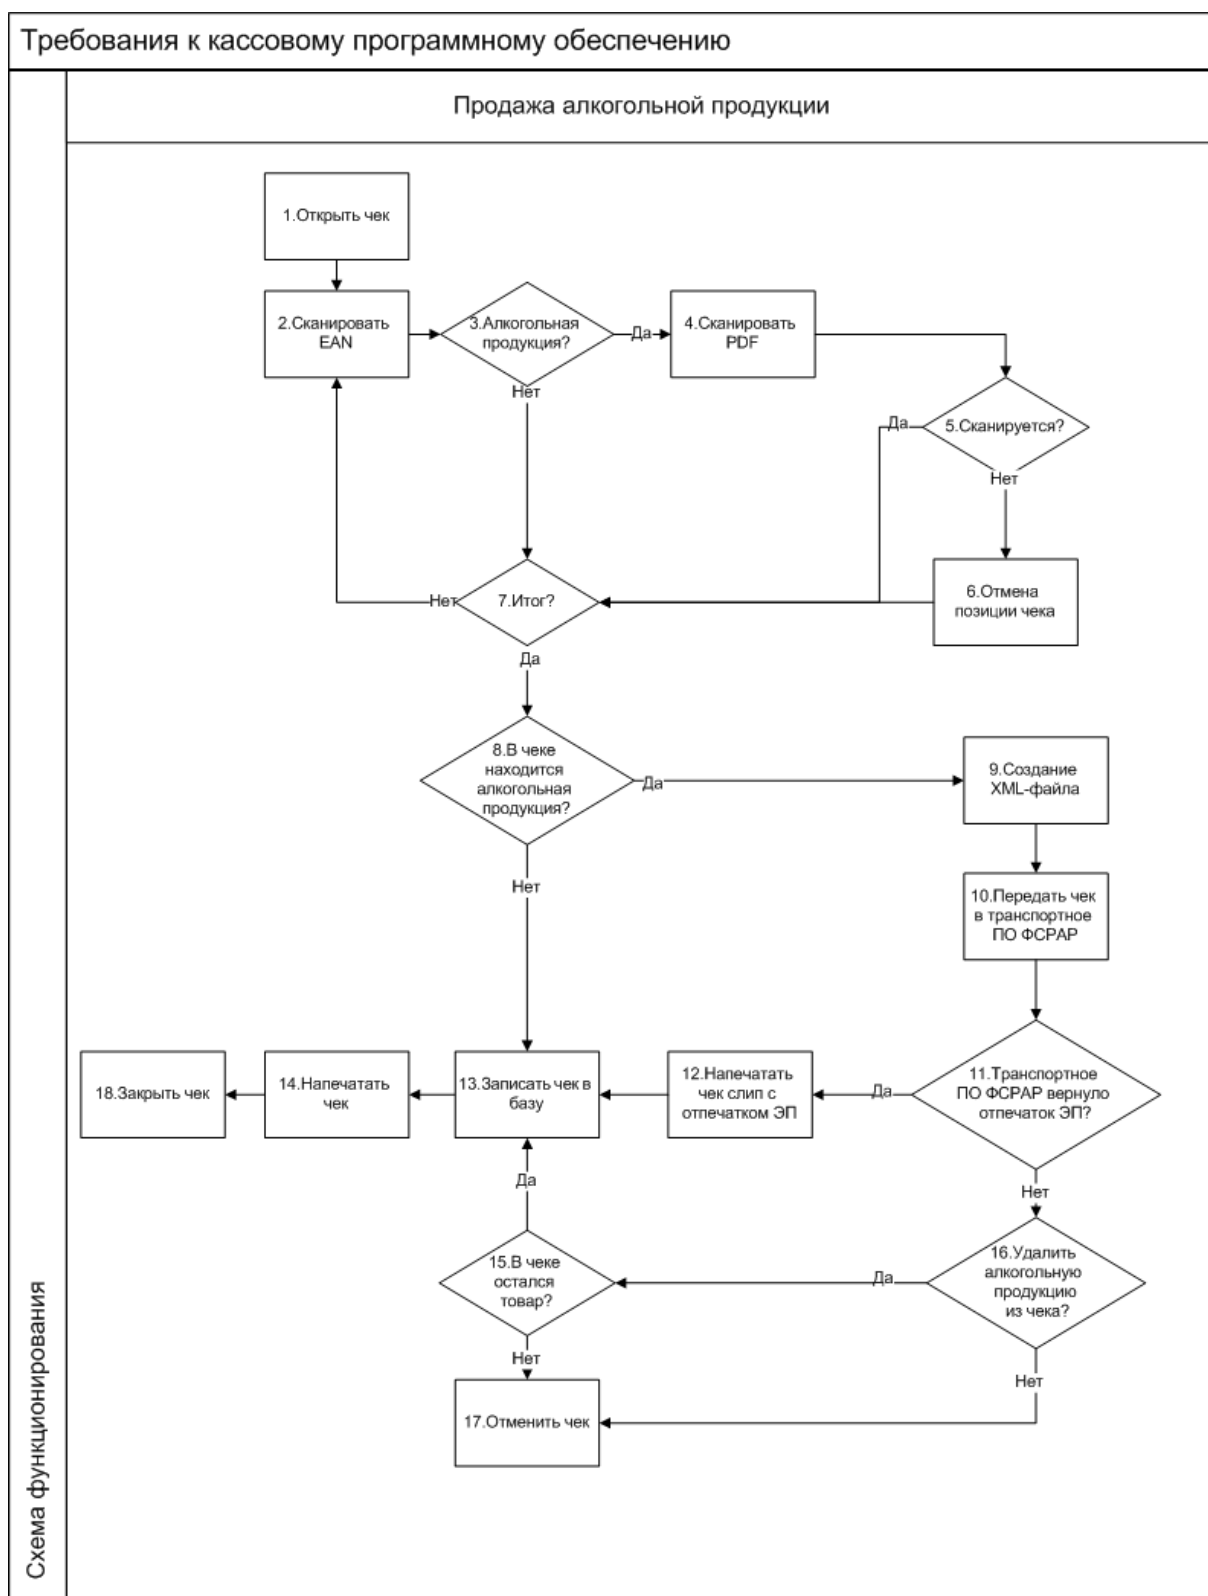 Требования к кассовому программному обеспечению
Продажа алкогольной продукции
Схема функционирования
1.Открыть чек
2.Сканировать
EAN
3.Алкогольная
продукция?
Да
4.Сканировать
PDF
Нет
Да
5.Сканируется?
Нет
6.Отмена
позиции чека
Нет
7.Итог?
Да
8.В чеке
находится
алкогольная
продукция?
Да
9.Создание
XML-файла
Нет
10.Передать чек
в транспортное
ПО ФСРАР
11.Транспортное
ПО ФСРАР вернуло
отпечаток ЭП?
Да
12.Напечатать
чек слип с
отпечатком ЭП
13.Записать чек в
базу
14.Напечатать
чек
18.Закрыть чек
Нет
Да
16.Удалить
алкогольную
продукцию
из чека?
Да
15.В чеке
остался
товар?
Нет
Нет
17.Отменить чек